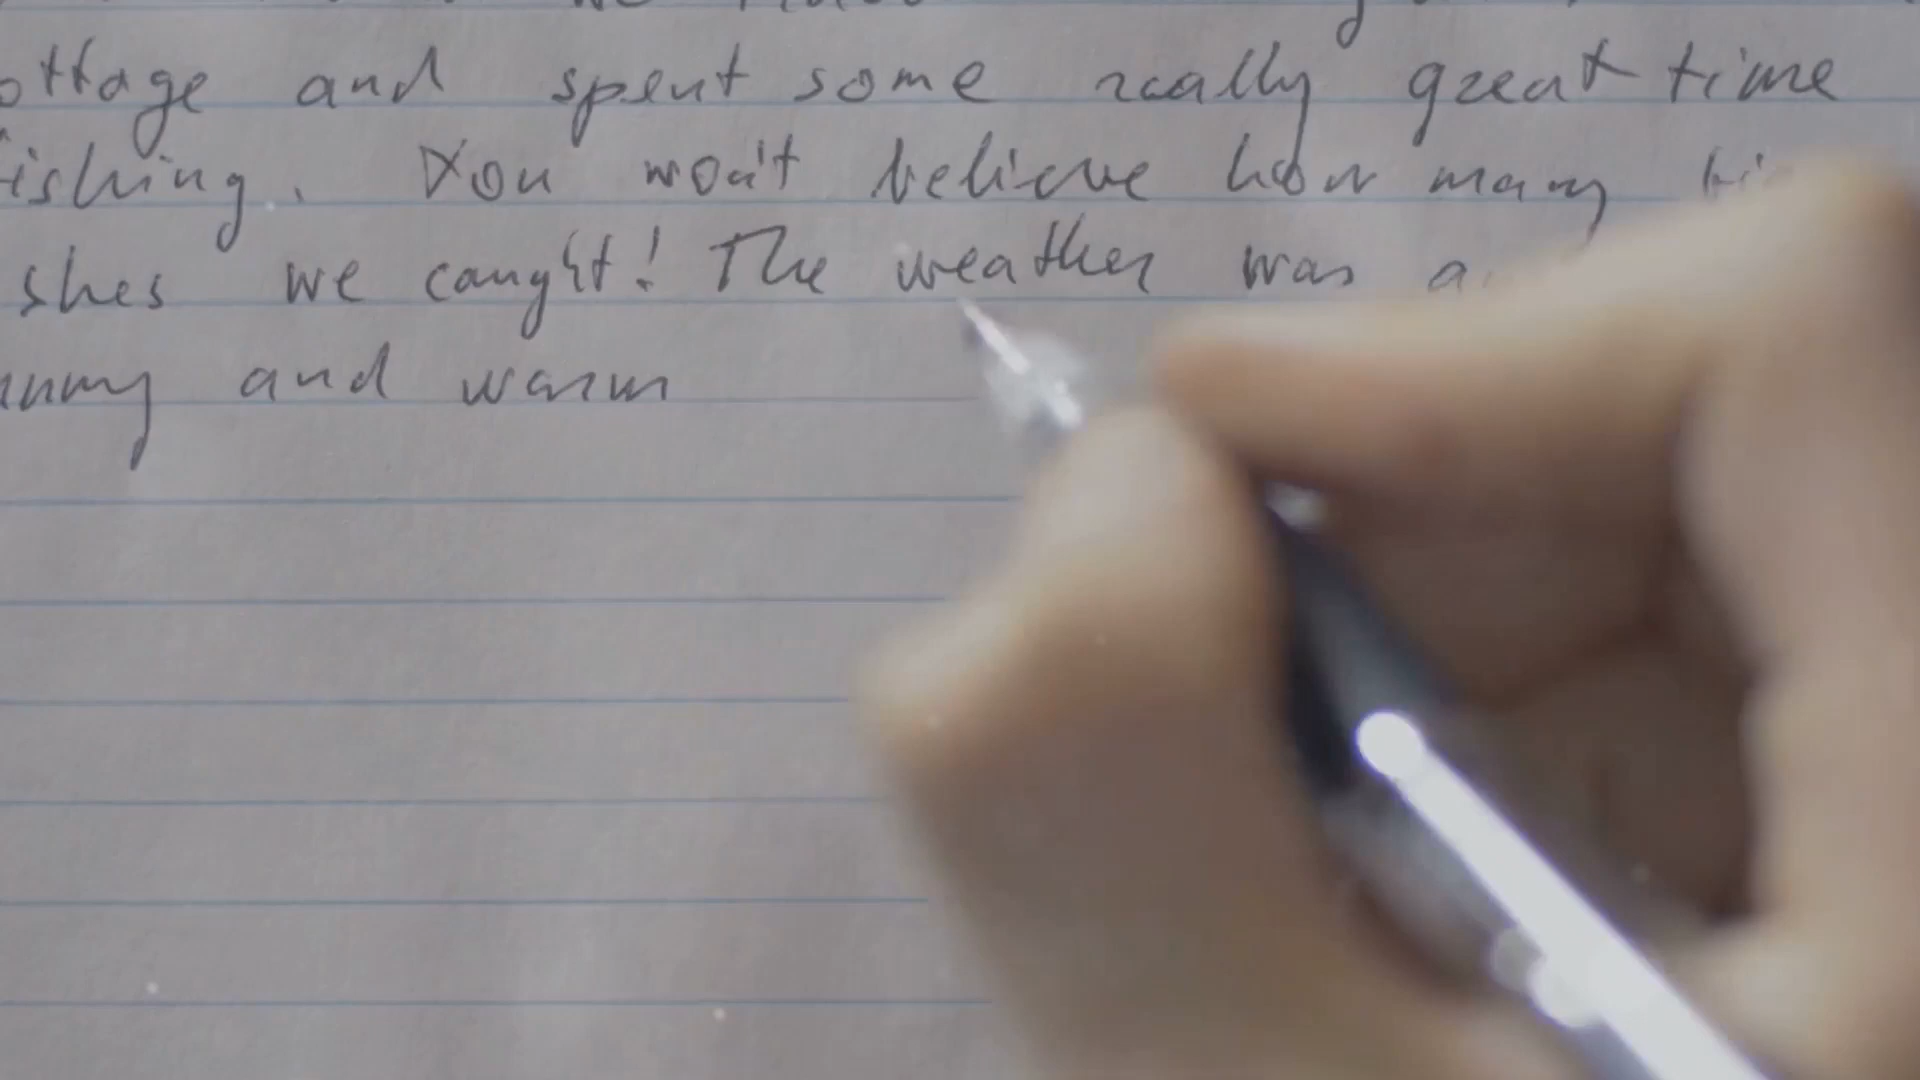 ottage and spent some really great time
ishing. You won't believe how many
shes we caught! The weather was
unny and warm